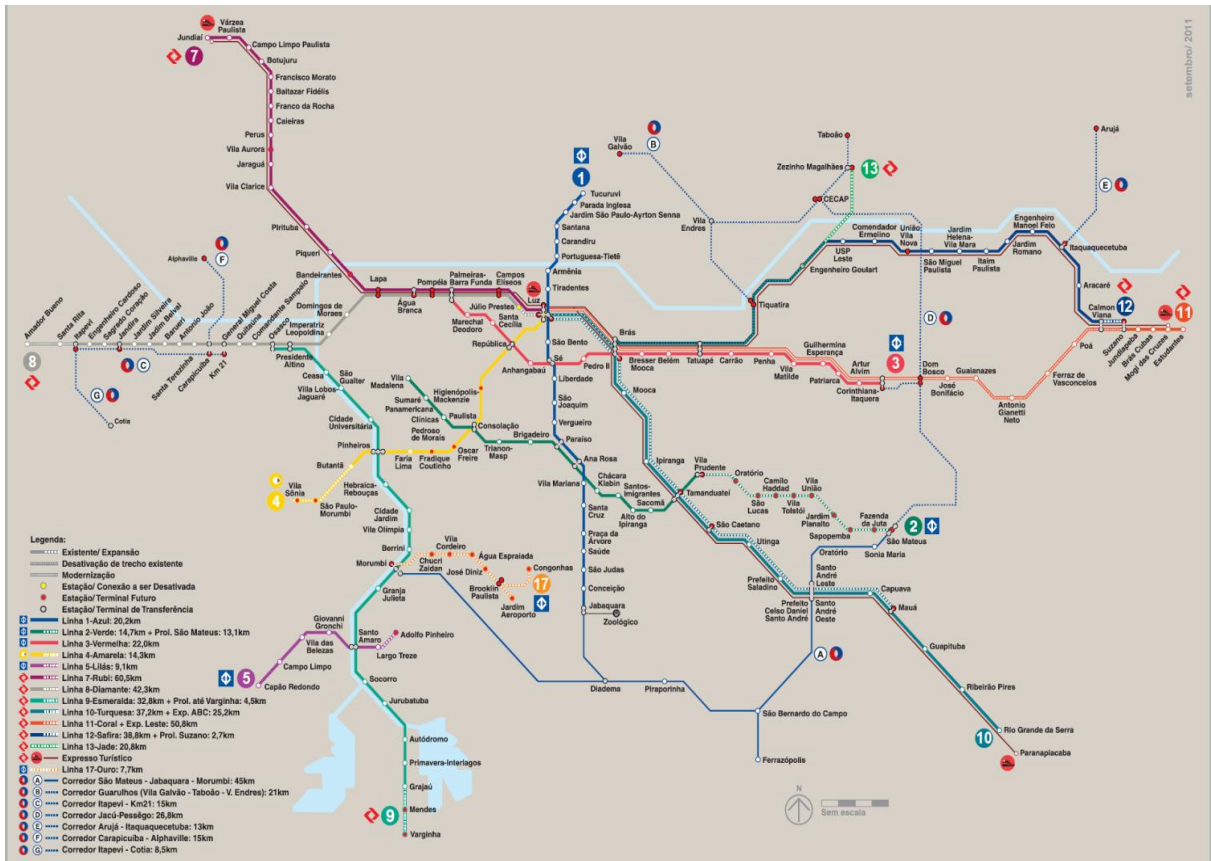 setembro/ 2011
Jundiaí
Várzea
Paulista
7
Campo Limpo Paulista
Botujuru
Francisco Morato
Baltazar Fidélis
Franco da Rocha
Caieiras
Perus
Vila Aurora
Jaraguá
Vila Clarice
Pirituba
Piqueri
Bandeirantes
Lapa
Água
Branca
Pompéia
Palmeiras-
Barra Funda
Campos
Elíseos
Luz
1
Tucuruvi
Parada Inglesa
Jardim São Paulo-Ayrton Senna
Santana
Carandiru
Portuguesa-Tietê
Armênia
Tiradentes
Vila
Galvão
B
Taboão
Zezinho Magalhães
13
CECAP
Vila
Endres
Arujá
E
Engenheiro
Manoel Feio
Itaquaquecetuba
Comendador
Ermelino
União
Vila
Nova
Jardim
Helena-
Vila Mara
USP
Leste
São Miguel
Paulista
Itaim
Paulista
Jardim
Romano
Engenheiro Goulart
Aracaré
Tiquatira
D
Calmon
Viana
12
11
Suzano
Jundiapeba
Brás Cubas
Mogi das Cruzes
Estudantes
Poá
Ferraz de
Vasconcelos
Antonio
Gianetti
Neto
Guaianazes
José
Bonifácio
Dom
Bosco
3
Artur
Alvim
Corinthians-
Itaquera
Guilhermina
Esperança
Patriarca
Vila
Matilde
Penha
Carrão
Tatuapé
Belém
Bresser
Mooca
Brás
Pedro II
Sé
São Bento
Júlio Prestes
Santa
Cecília
Marechal
Deodoro
República
Anhangabaú
Alphaville
F
Amador Bueno
Santa Rita
Itapevi
Engenheiro Cardoso
Sagrado Coração
Jandira
Jardim Silveira
Jardim Belval
Barueri
Antonio João
Santa Terezinha
Carapicuíba
Km 21
General Miguel Costa
Quitaúna
Comandante Sampaio
Osasco
Presidente
Altino
Imperatriz
Leopoldina
Domingos
de Moraes
8
C
G
Cotia
Ceasa
São
Gualter
Villa Lobos
Jaguaré
Cidade
Universitária
Pinheiros
Butantã
Hebraica-
Rebouças
Vila
Sônia
4
São Paulo-
Morumbi
Faria
Lima
Fradique
Coutinho
Oscar
Freire
Vila
Madalena
Sumaré
Panamericana
Clínicas
Pedroso
de Morais
Paulista
Higienópolis-
Mackenzie
Consolação
Trianon-
Masp
Brigadeiro
Liberdade
São
Joaquim
Vergueiro
Paraíso
Ana Rosa
Vila Mariana
Chácara
Klabin
Santos-
Imigrantes
Alto do
Ipiranga
Sacomã
Santa
Cruz
Praça da
Árvore
Saúde
São Judas
Conceição
Jabaquara
Zoológico
Mooca
Ipiranga
Tamanduateí
Vila
Prudente
Oratório
São
Lucas
Camilo
Haddad
Vila
Tolstói
Vila
União
Jardim
Planalto
Sapopemba
Fazenda
da Juta
2
São Mateus
Sonia Maria
Oratório
São Caetano
Utinga
Prefeito
Saladino
Santo
André
Leste
Prefeito
Celso Daniel
Santo André
Santo
André
Oeste
Capuava
Mauá
Guapituba
Ribeirão Pires
Rio Grande da Serra
10
Paranapiacaba
A
Diadema
Piraporinha
São Bernardo do Campo
Ferrazópolis
Cidade
Jardim
Vila Olímpia
Berrini
Morumbi
Granja
Julieta
Vila
Cordeiro
Chucri
Zaidan
Água Espraiada
José Diniz
Brooklin
Paulista
Congonhas
17
Jardim
Aeroporto
Giovanni
Gronchi
Vila das
Belezas
Campo Limpo
5
Capão Redondo
Santo
Amaro
Adolfo Pinheiro
Largo Treze
Socorro
Jurubatuba
Autódromo
Primavera-Interlagos
Grajaú
Mendes
9
Varginha
N
Sem escala
Legenda:
Existente/ Expansão
Desativação de trecho existente
Modernização
Estação/ Conexão a ser Desativada
Estação/ Terminal Futuro
Estação/ Terminal de Transferência
Linha 1-Azul: 20,2km
Linha 2-Verde: 14,7km + Prol. São Mateus: 13,1km
Linha 3-Vermelha: 22,0km
Linha 4-Amarela: 14,3km
Linha 5-Lilás: 9,1km
Linha 7-Rubi: 60,5km
Linha 8-Diamante: 42,3km
Linha 9-Esmeralda: 32,8km + Prol. até Varginha: 4,5km
Linha 10-Turquesa: 37,2km + Exp. ABC: 25,2km
Linha 11-Coral + Exp. Leste: 50,8km
Linha 12-Safira: 38,8km + Prol. Suzano: 2,7km
Linha 13-Jade: 20,8km
Expresso Turístico
Linha 17-Ouro: 7,7km
A Corredor São Mateus - Jabaquara - Morumbi: 45km
B Corredor Guarulhos (Vila Galvão - Taboão - V. Endres): 21km
C Corredor Itapevi - Km21: 15km
D Corredor Jacú-Pessêgo: 26,8km
E Corredor Arujá - Itaquaquecetuba: 13km
F Corredor Carapicuíba - Alphaville: 15km
G Corredor Itapevi - Cotia: 8,5km